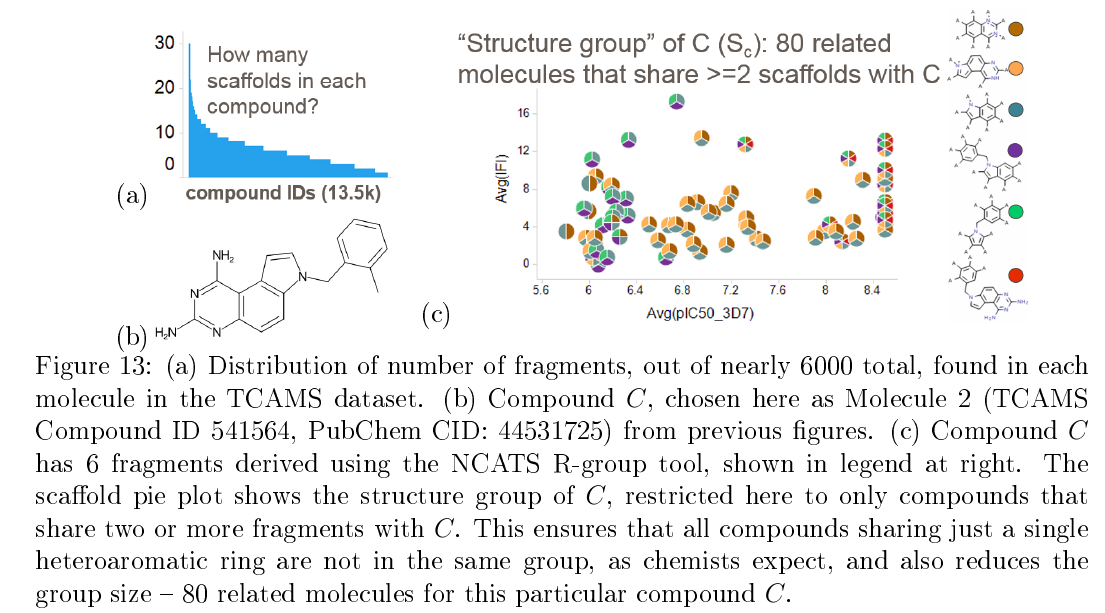 30
20
10
0
How many
scaffolds in each
compound?
compound IDs (13.5k)
(a)
NH₂
N
N
H₂N
N
(b)
"Structure group" of C (Sc): 80 related
molecules that share >=2 scaffolds with C
16
12
8
4
0
Avg(IFI)
5.6 6 6.4 6.8 7.2 7.6 8 8.4
Avg(pIC50_3D7)
(c)
Figure 13: (a) Distribution of number of fragments, out of nearly 6000 total, found in each
molecule in the TCAMS dataset. (b) Compound C, chosen here as Molecule 2 (TCAMS
Compound ID 541564, PubChem CID: 44531725) from previous figures. (c) Compound C
has 6 fragments derived using the NCATS R-group tool, shown in legend at right. The
scaffold pie plot shows the structure group of C, restricted here to only compounds that
share two or more fragments with C. This ensures that all compounds sharing just a single
heteroaromatic ring are not in the same group, as chemists expect, and also reduces the
group size – 80 related molecules for this particular compound C.